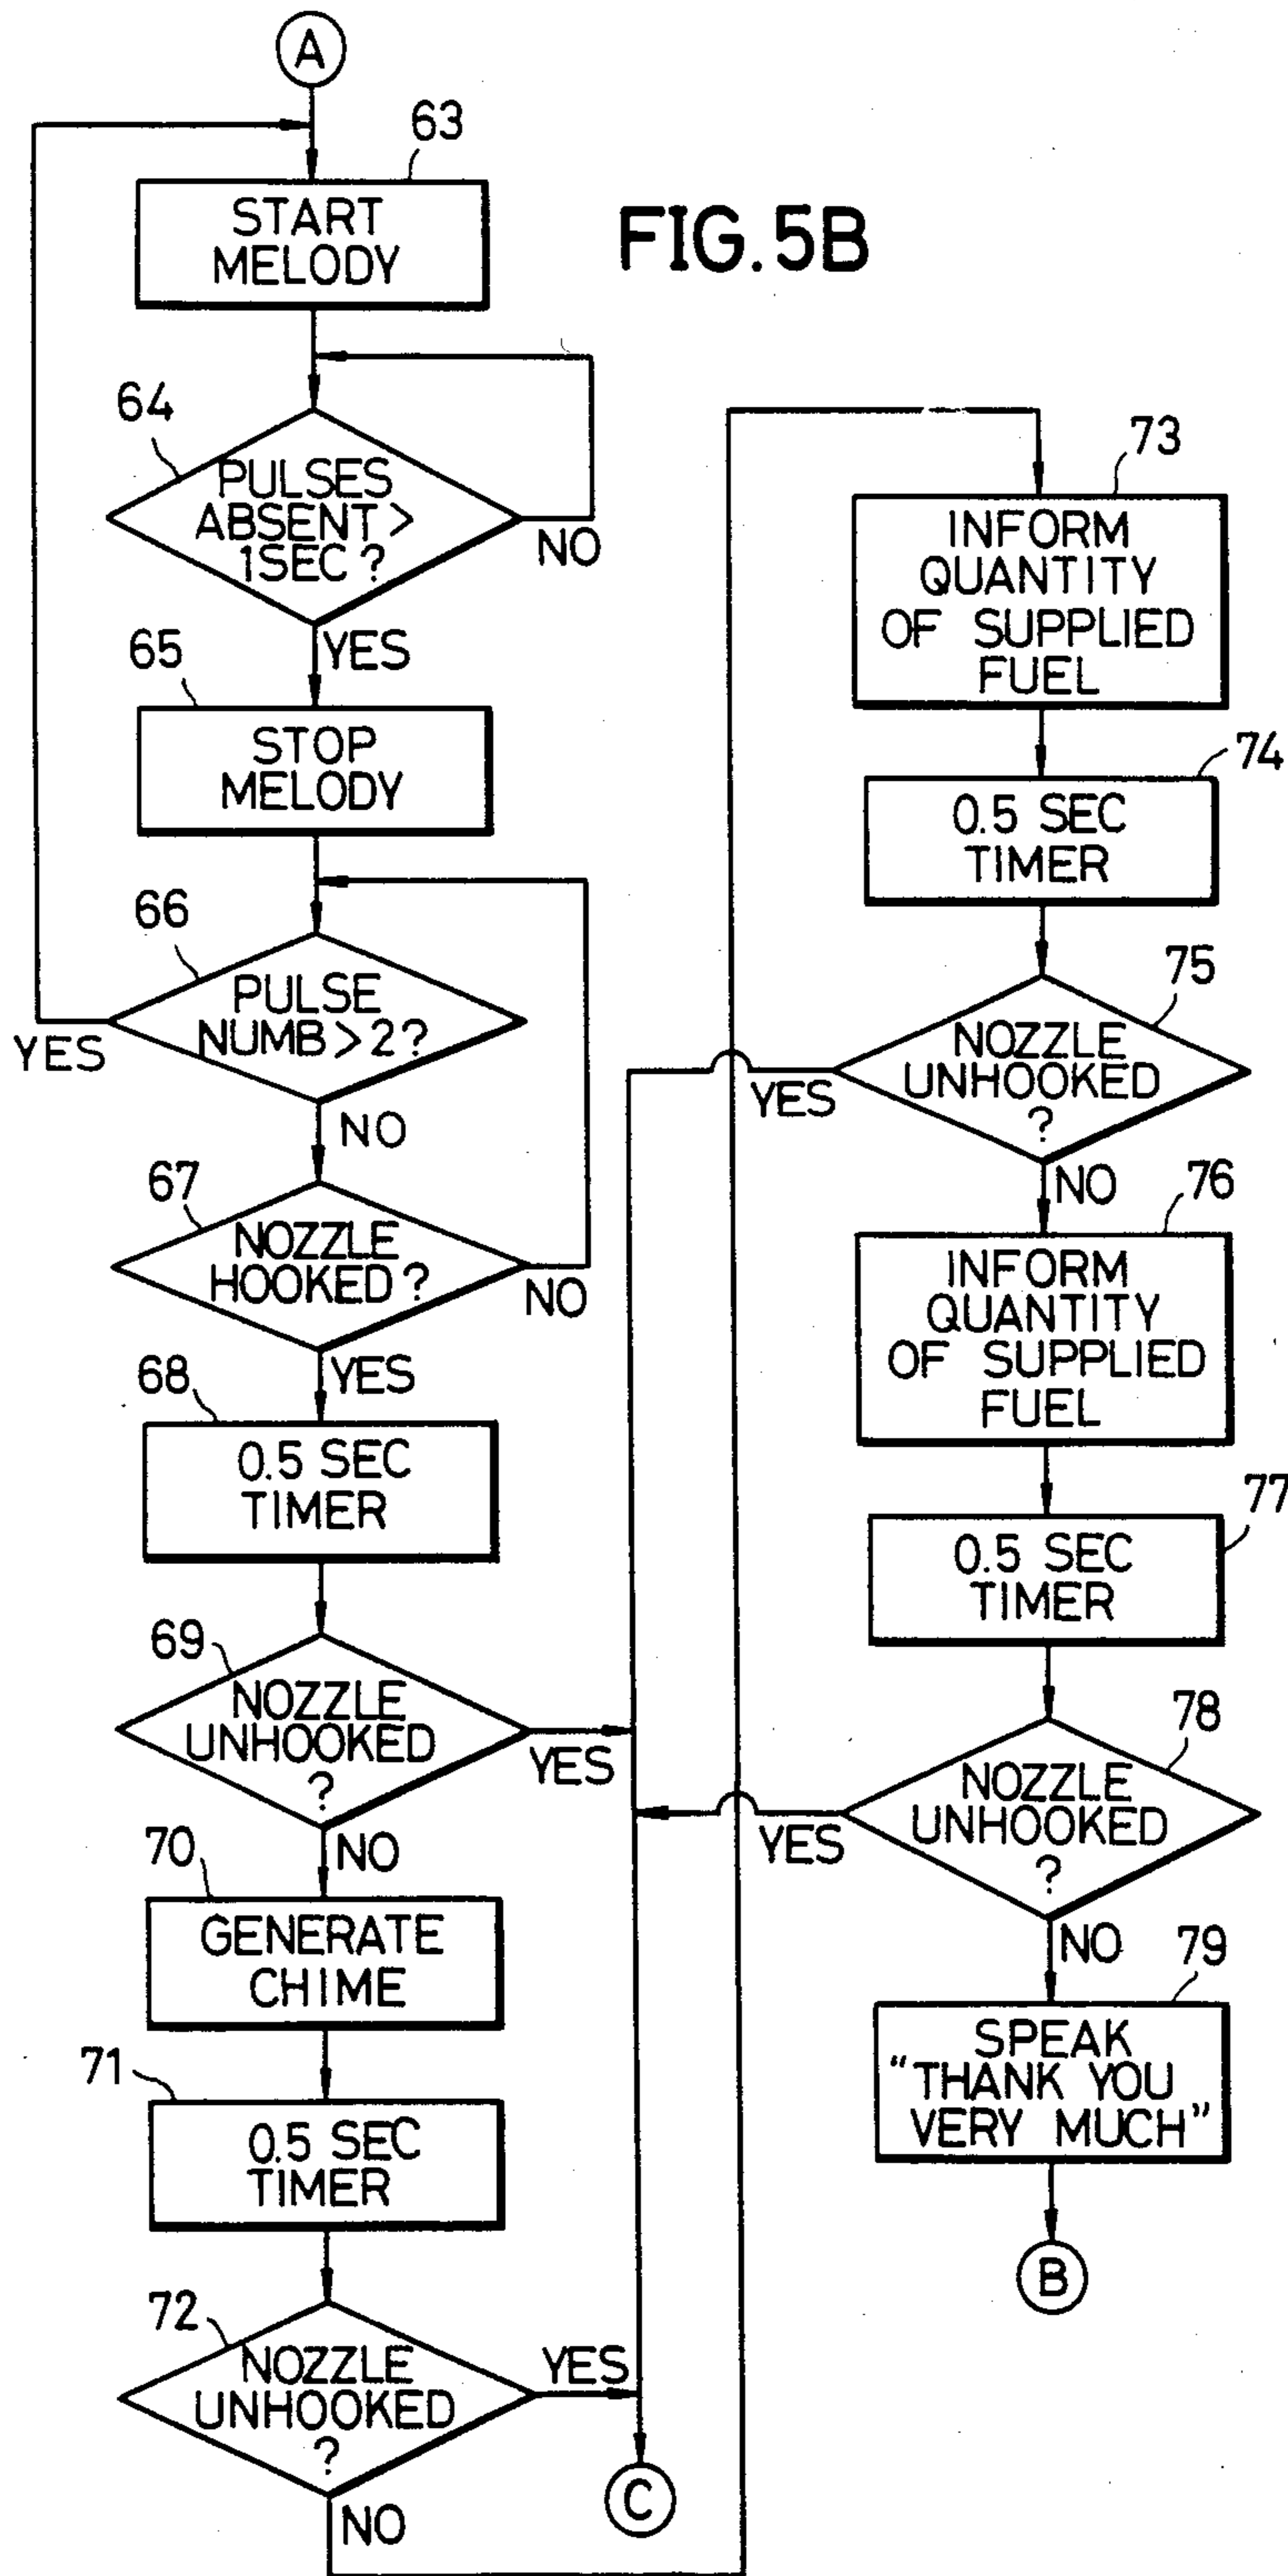 A
63
START
MELODY
FIG. 5B
64
PULSES
ABSENT >
1SEC ?
NO
YES
65
STOP
MELODY
66
PULSE
NUMB > 2?
YES
NO
67
NOZZLE
HOOKED ?
NO
YES
68
0.5 SEC
TIMER
69
NOZZLE
UNHOOKED
?
YES
NO
70
GENERATE
CHIME
71
0.5 SEC
TIMER
72
NOZZLE
UNHOOKED
?
YES
NO
C
73
INFORM
QUANTITY
OF SUPPLIED
FUEL
74
0.5 SEC
TIMER
75
NOZZLE
UNHOOKED
?
YES
NO
76
INFORM
QUANTITY
OF SUPPLIED
FUEL
77
0.5 SEC
TIMER
78
NOZZLE
UNHOOKED
?
YES
NO
79
SPEAK
"THANK YOU
VERY MUCH"
B